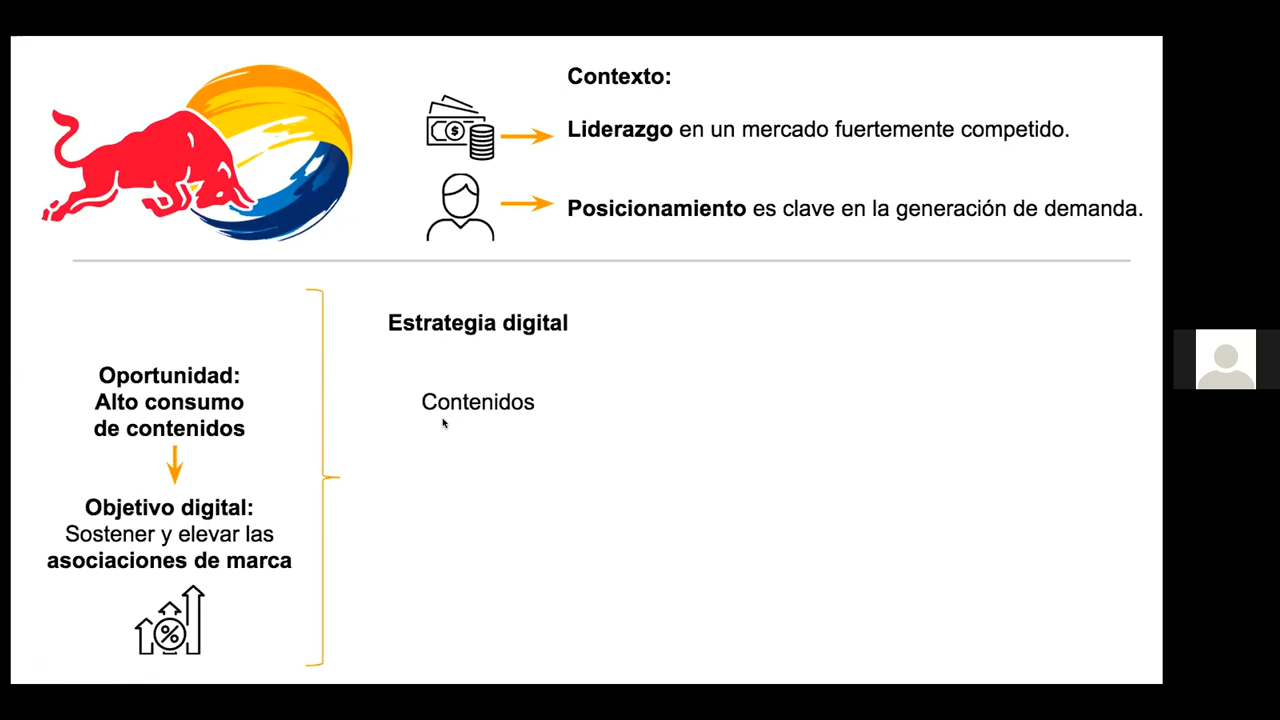 Contexto:
Liderazgo en un mercado fuertemente competido.
Posicionamiento es clave en la generación de demanda.
Oportunidad:
Alto consumo
de contenidos
Objetivo digital:
Sostener y elevar las
asociaciones de marca
Estrategia digital
Contenidos